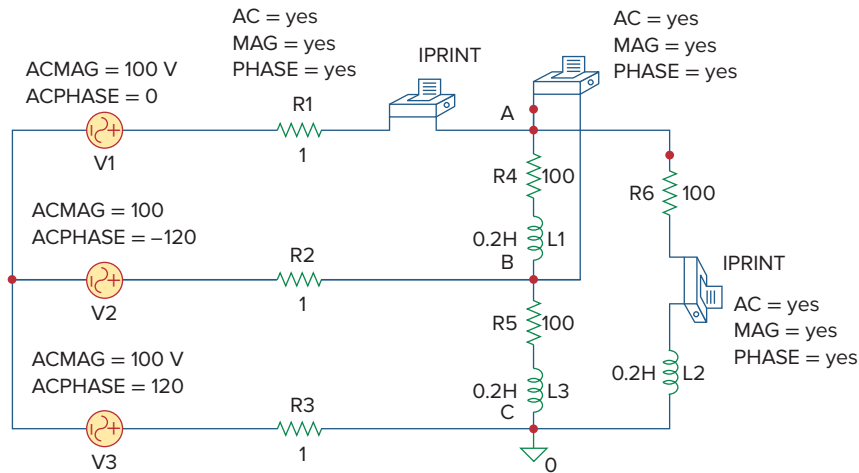 AC = yes
MAG = yes
PHASE = yes
IPRINT
AC = yes
MAG = yes
PHASE = yes
ACMAG = 100 V
ACPHASE = 0
R1
A
V1
1
R4
100
R6
100
ACMAG = 100
ACPHASE = –120
R2
0.2H
L1
B
IPRINT
V2
1
AC = yes
MAG = yes
PHASE = yes
R5
100
ACMAG = 100 V
ACPHASE = 120
R3
0.2H
L3
C
0.2H
L2
V3
1
0